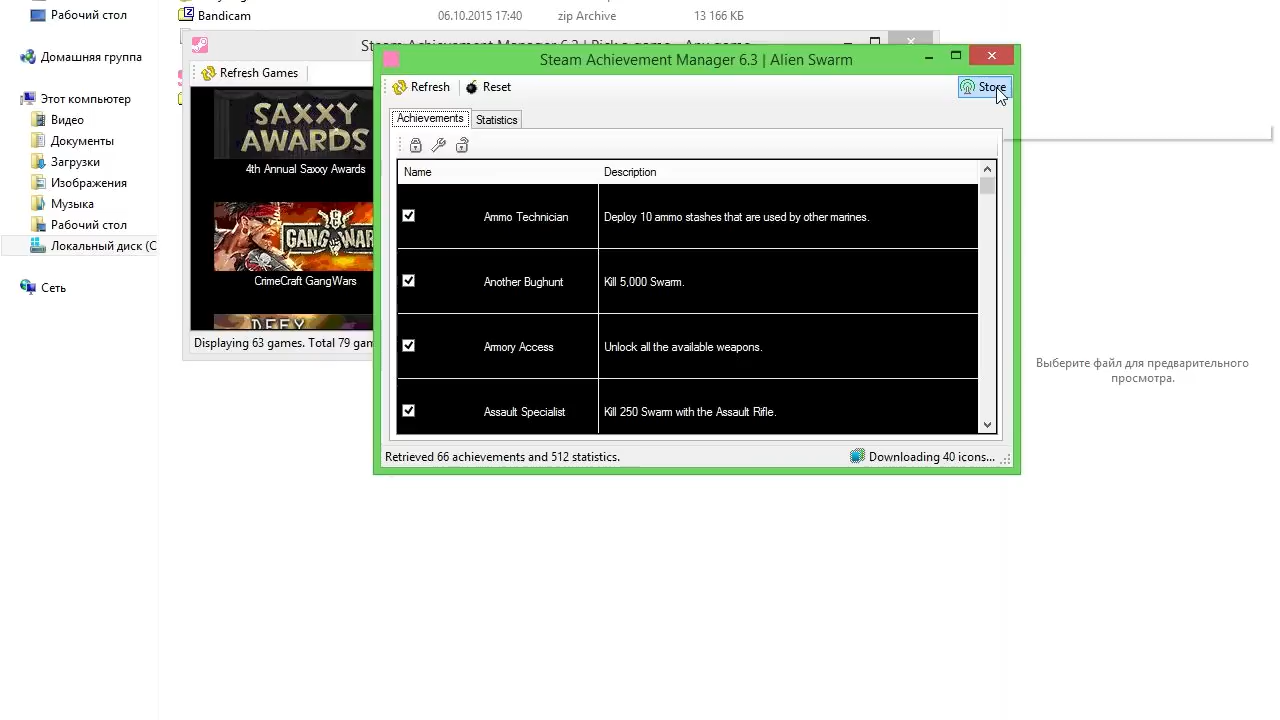 Рабочий стол
Домашняя группа
Этот компьютер
Видео
Документы
Загрузки
Изображения
Музыка
Рабочий стол
Локальный диск (C
Сеть
Bandicam 06.10.2015 17:40 zip Archive 13 166 КБ
Refresh Games
SAXXY
AWARDS
4th Annual Saxxy Awards
CrimeCraft GangWars
Displaying 63 games. Total 79 gam
Steam Achievement Manager 6.3 | Alien Swarm
Refresh Reset Store
Achievements Statistics
Name Description
Ammo Technician Deploy 10 ammo stashes that are used by other marines.
Another Bughunt Kill 5,000 Swarm.
Armory Access Unlock all the available weapons.
Assault Specialist Kill 250 Swarm with the Assault Rifle.
Retrieved 66 achievements and 512 statistics. Downloading 40 icons...
Выберите файл для предварительного
просмотра.